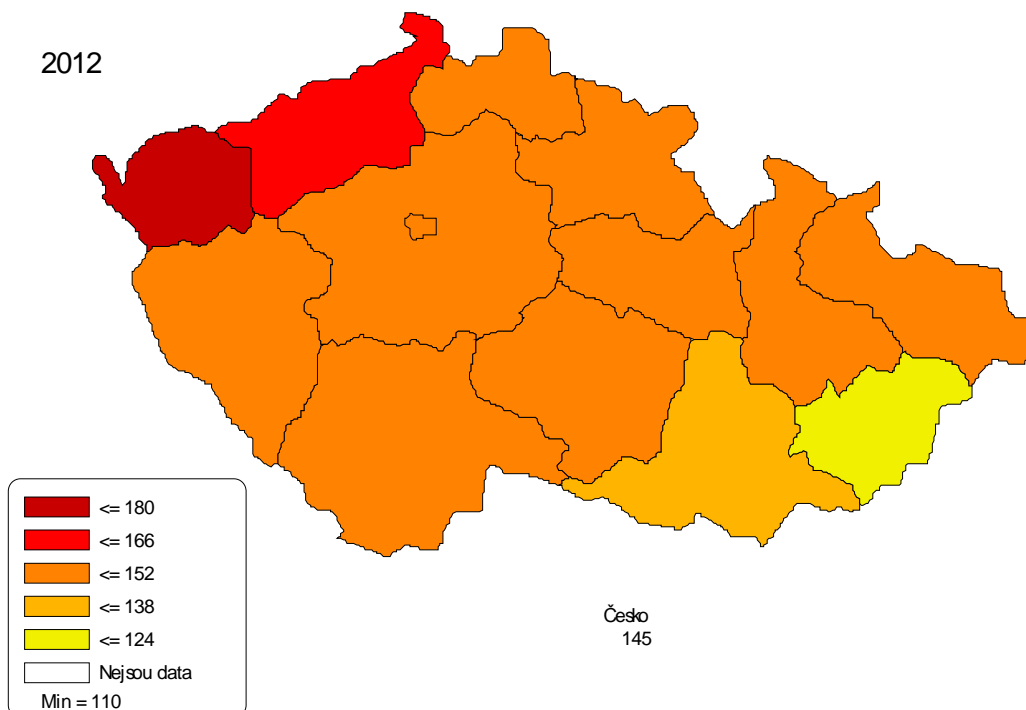 2012
<= 180
<= 166
<= 152
<= 138
<= 124
Nejsou data
Min = 110
Česko
145